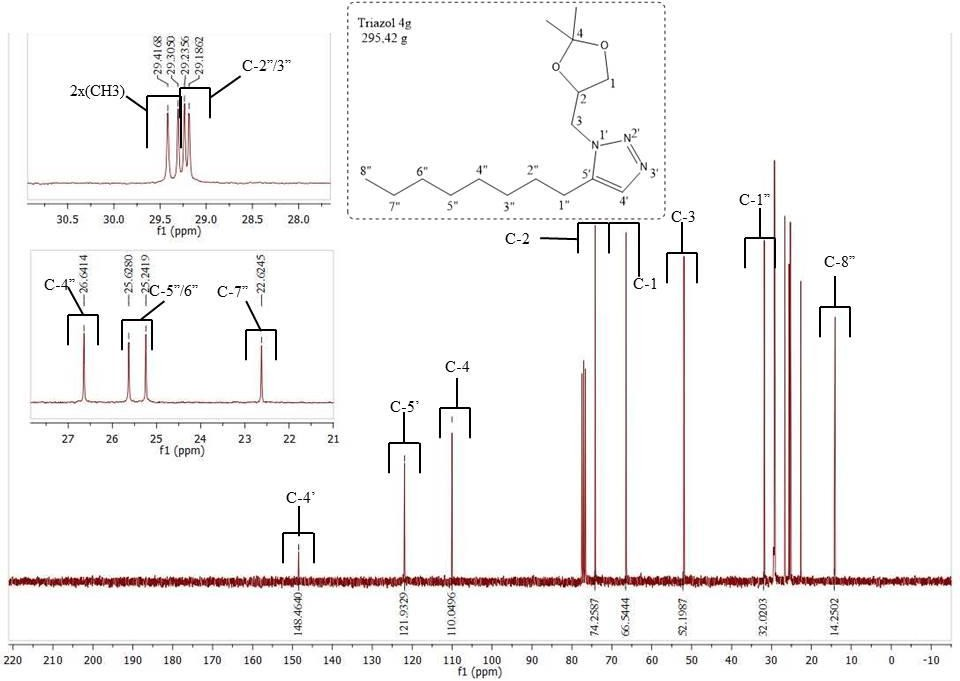 Triazol 4g
295,42 g
4
O
O
1
2
3
1'
N
N
2'
N
3'
5'
4'
8"
6"
4"
2"
7"
5"
3"
1"
29.4168
29.3050
29.2356
29.1862
2x(CH3)
C-2”/3”
30.5 30.0 29.5 29.0 28.5 28.0
f1 (ppm)
26.6414
25.6280
25.2419
22.6245
C-4”
C-5”/6”
C-7”
27 26 25 24 23 22 21
f1 (ppm)
C-4’
C-5’
C-4
C-2
C-1
C-3
C-1”
C-8”
148.4640
121.9329
110.0496
74.2587
66.5444
52.1987
32.0203
14.2502
220 210 200 190 180 170 160 150 140 130 120 110 100 90 80 70 60 50 40 30 20 10 0 -10
f1 (ppm)